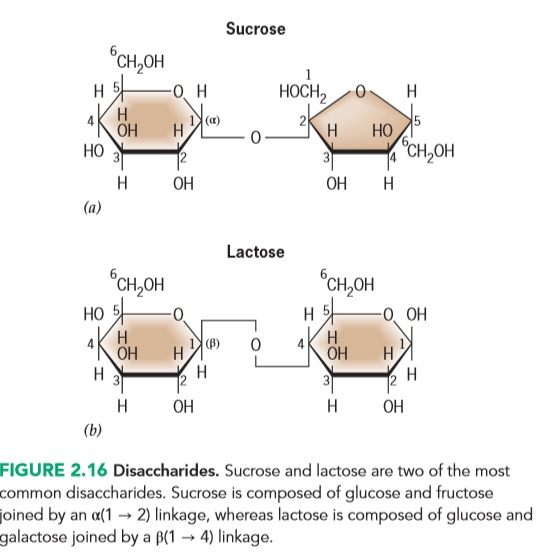 Sucrose
6
CH2OH
1
H 5 O H HOCH2 O H
4 H 1 (α) 2 5
OH H O H HO 6
HO 3 2 3 4 CH2OH
H OH OH H
(a)
Lactose
6 6
CH2OH CH2OH
HO 5 O H 5 O OH
4 H 1 (β) O 4 H 1
OH H OH H
H 3 2 H 3 2 H
H OH H OH
(b)
FIGURE 2.16 Disaccharides. Sucrose and lactose are two of the most
common disaccharides. Sucrose is composed of glucose and fructose
joined by an α(1 → 2) linkage, whereas lactose is composed of glucose and
galactose joined by a β(1 → 4) linkage.